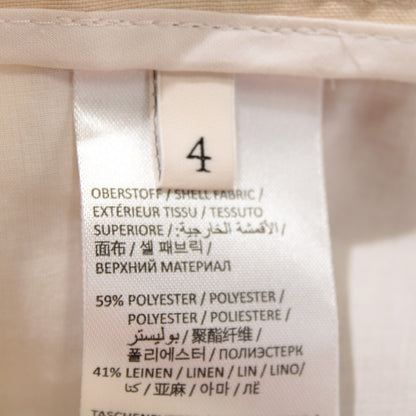 4
OBERSTOFF / SHELL FABRIC /
EXTÉRIEUR TISSU / TESSUTO
SUPERIORE / الأقمشة الخارجية: /
面布 / 셸 패브릭 /
ВЕРХНИЙ МАТЕРИАЛ
59% POLYESTER / POLYESTER /
POLYESTER / POLIESTERE /
بوليستر / 聚酯纤维 /
폴리에스터 / ПОЛИЭСТЕРК
41% LEINEN / LINEN / LIN / LINO/
كتا / 亚麻 / 아마 / ЛЁ